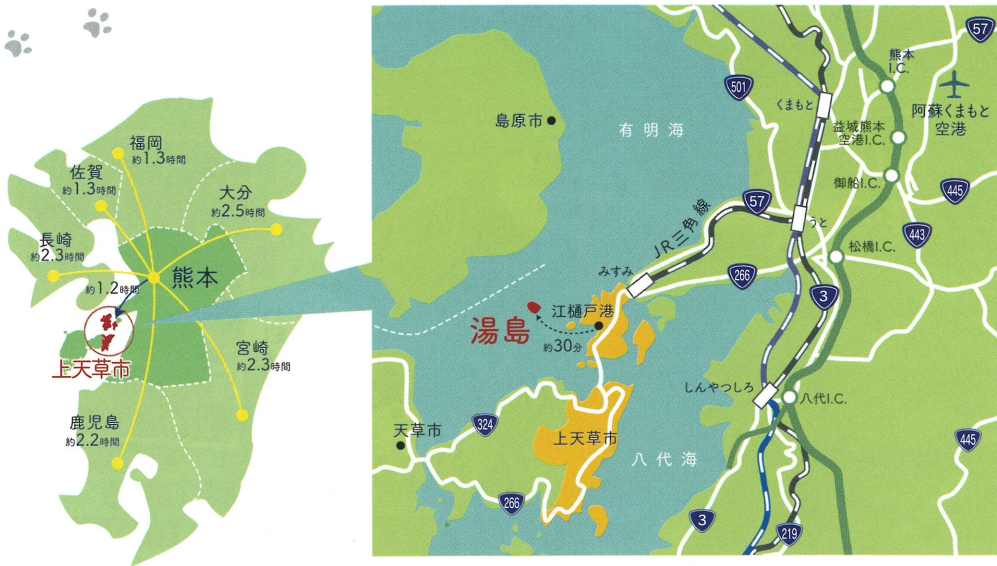 福岡
約1.3時間
佐賀
約1.3時間
大分
約2.5時間
長崎
約2.3時間
熊本
約1.2時間
上天草市
宮崎
約2.3時間
鹿児島
約2.2時間
島原市
有明海
湯島
約30分
江樋戸港
みすみ
JR三角線
57
266
501
くまもと
うと
3
しんやつしろ
八代I.C.
松橋I.C.
御船I.C.
益城熊本
空港I.C.
熊本
I.C.
阿蘇くまもと
空港
57
445
443
445
天草市
324
266
上天草市
八代海
3
219